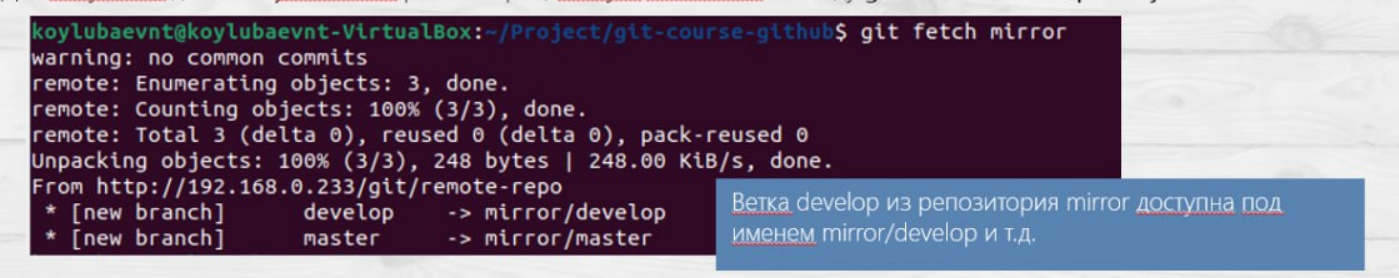 koylubaevnt@koylubaevnt-VirtualBox:~/Project/git-course-github$ git fetch mirror
warning: no common commits
remote: Enumerating objects: 3, done.
remote: Counting objects: 100% (3/3), done.
remote: Total 3 (delta 0), reused 0 (delta 0), pack-reused 0
Unpacking objects: 100% (3/3), 248 bytes | 248.00 KiB/s, done.
From http://192.168.0.233/git/remote-repo
 * [new branch]      develop    -> mirror/develop
 * [new branch]      master     -> mirror/master
Ветка develop из репозитория mirror доступна под
именем mirror/develop и т.д.